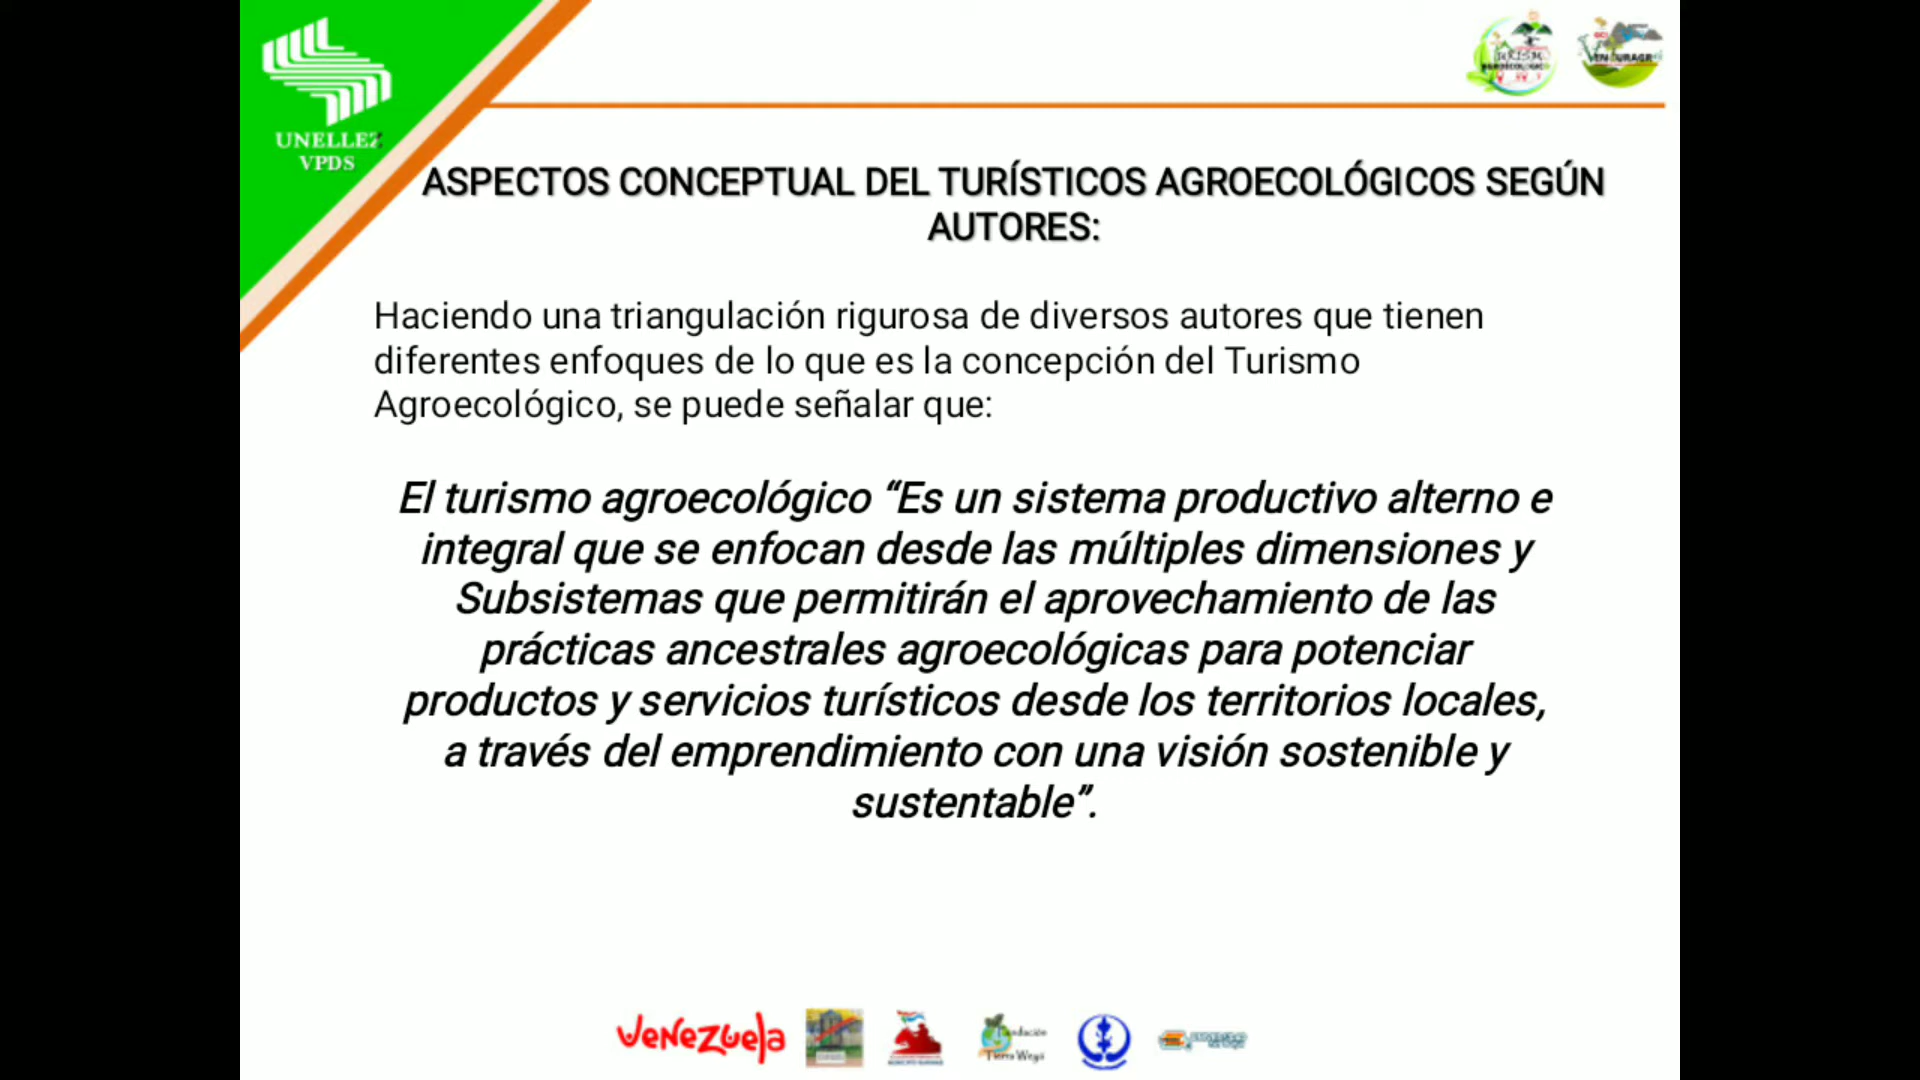 UNELLEZ
VPDS
ASPECTOS CONCEPTUAL DEL TURÍSTICOS AGROECOLÓGICOS SEGÚN
AUTORES:
Haciendo una triangulación rigurosa de diversos autores que tienen
diferentes enfoques de lo que es la concepción del Turismo
Agroecológico, se puede señalar que:
El turismo agroecológico “Es un sistema productivo alterno e
integral que se enfocan desde las múltiples dimensiones y
Subsistemas que permitirán el aprovechamiento de las
prácticas ancestrales agroecológicas para potenciar
productos y servicios turísticos desde los territorios locales,
a través del emprendimiento con una visión sostenible y
sustentable”.
Venezuela
Fundación